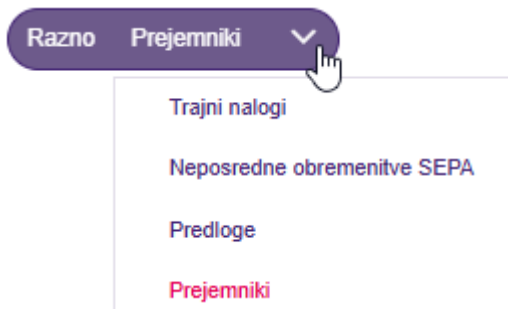 Razno Prejemniki
Trajni nalogi
Neposredne obremenitve SEPA
Predloge
Prejemniki